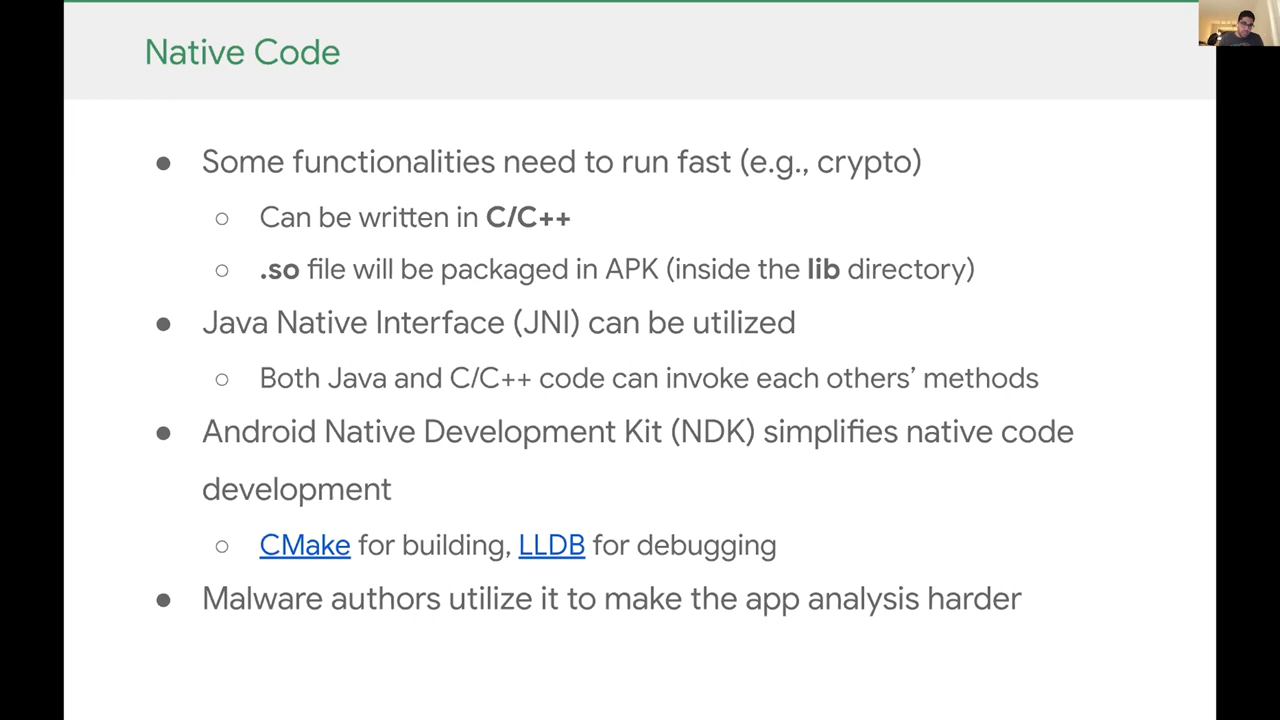 Native Code
● Some functionalities need to run fast (e.g., crypto)
○ Can be written in C/C++
○ .so file will be packaged in APK (inside the lib directory)
● Java Native Interface (JNI) can be utilized
○ Both Java and C/C++ code can invoke each others’ methods
● Android Native Development Kit (NDK) simplifies native code
development
○ CMake for building, LLDB for debugging
● Malware authors utilize it to make the app analysis harder